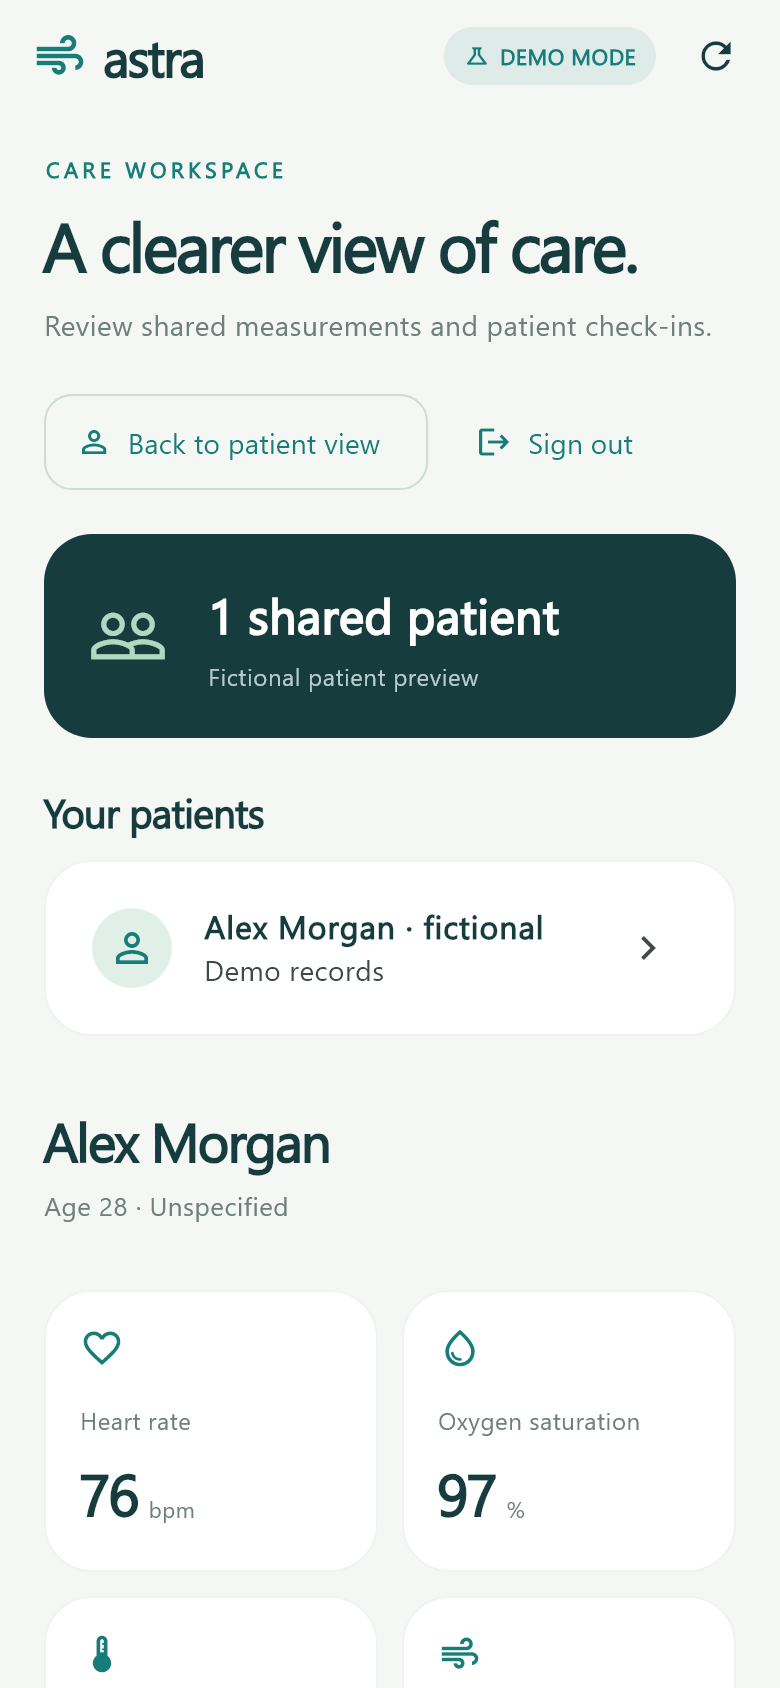 astra
DEMO MODE
CARE WORKSPACE
A clearer view of care.
Review shared measurements and patient check-ins.
Back to patient view
Sign out
1 shared patient
Fictional patient preview
Your patients
Alex Morgan · fictional
Demo records
Alex Morgan
Age 28 · Unspecified
Heart rate
76 bpm
Oxygen saturation
97 %